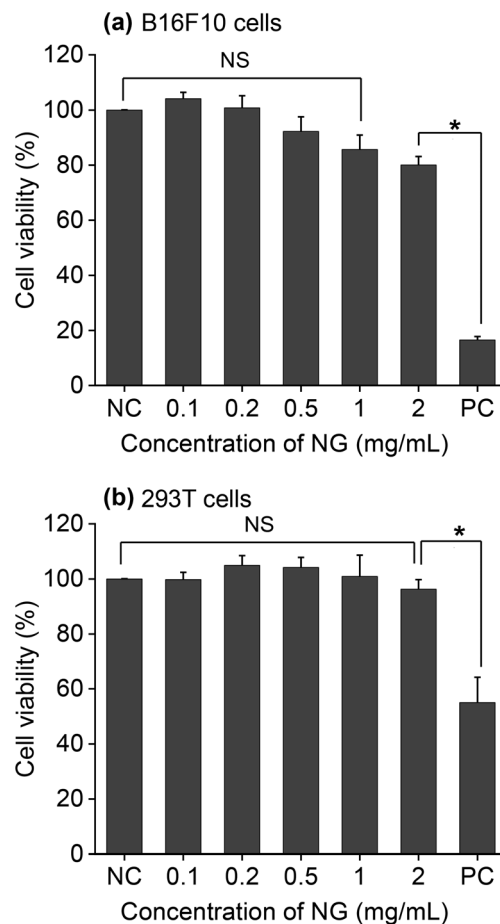 (a) B16F10 cells
NS
*
120
100
80
60
40
20
0
Cell viability (%)
NC 0.1 0.2 0.5 1 2 PC
Concentration of NG (mg/mL)
(b) 293T cells
NS
*
120
100
80
60
40
20
0
Cell viability (%)
NC 0.1 0.2 0.5 1 2 PC
Concentration of NG (mg/mL)